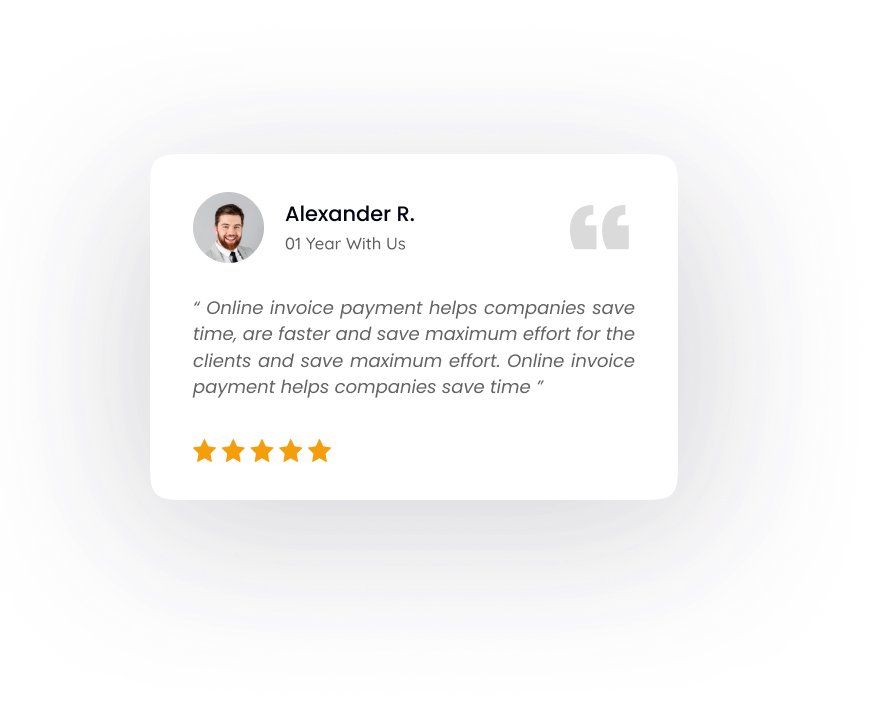 Alexander R.
01 Year With Us
“ Online invoice payment helps companies save
time, are faster and save maximum effort for the
clients and save maximum effort. Online invoice
payment helps companies save time ”